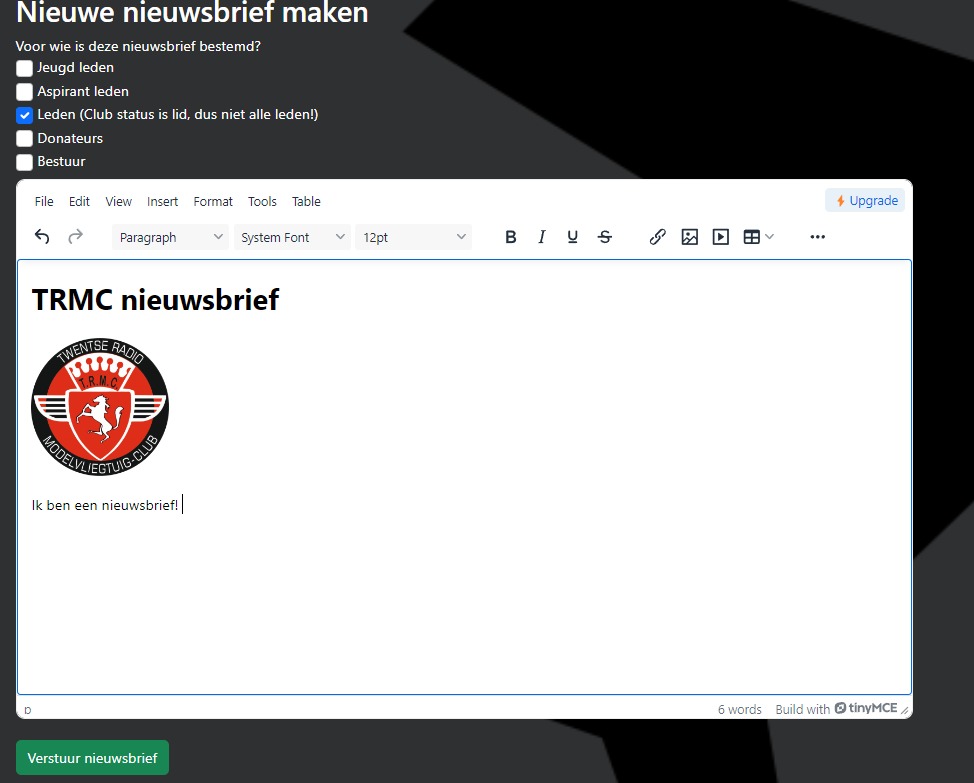 Nieuwe nieuwsbrief maken
Voor wie is deze nieuwsbrief bestemd?
Jeugd leden
Aspirant leden
Leden (Club status is lid, dus niet alle leden!)
Donateurs
Bestuur
File Edit View Insert Format Tools Table Upgrade
Paragraph System Font 12pt B I U S
TRMC nieuwsbrief
TWENTSE RADIO
T.R.M.C.
MODELVLIEGTUIG-CLUB
Ik ben een nieuwsbrief!
p 6 words Build with tinyMCE
Verstuur nieuwsbrief